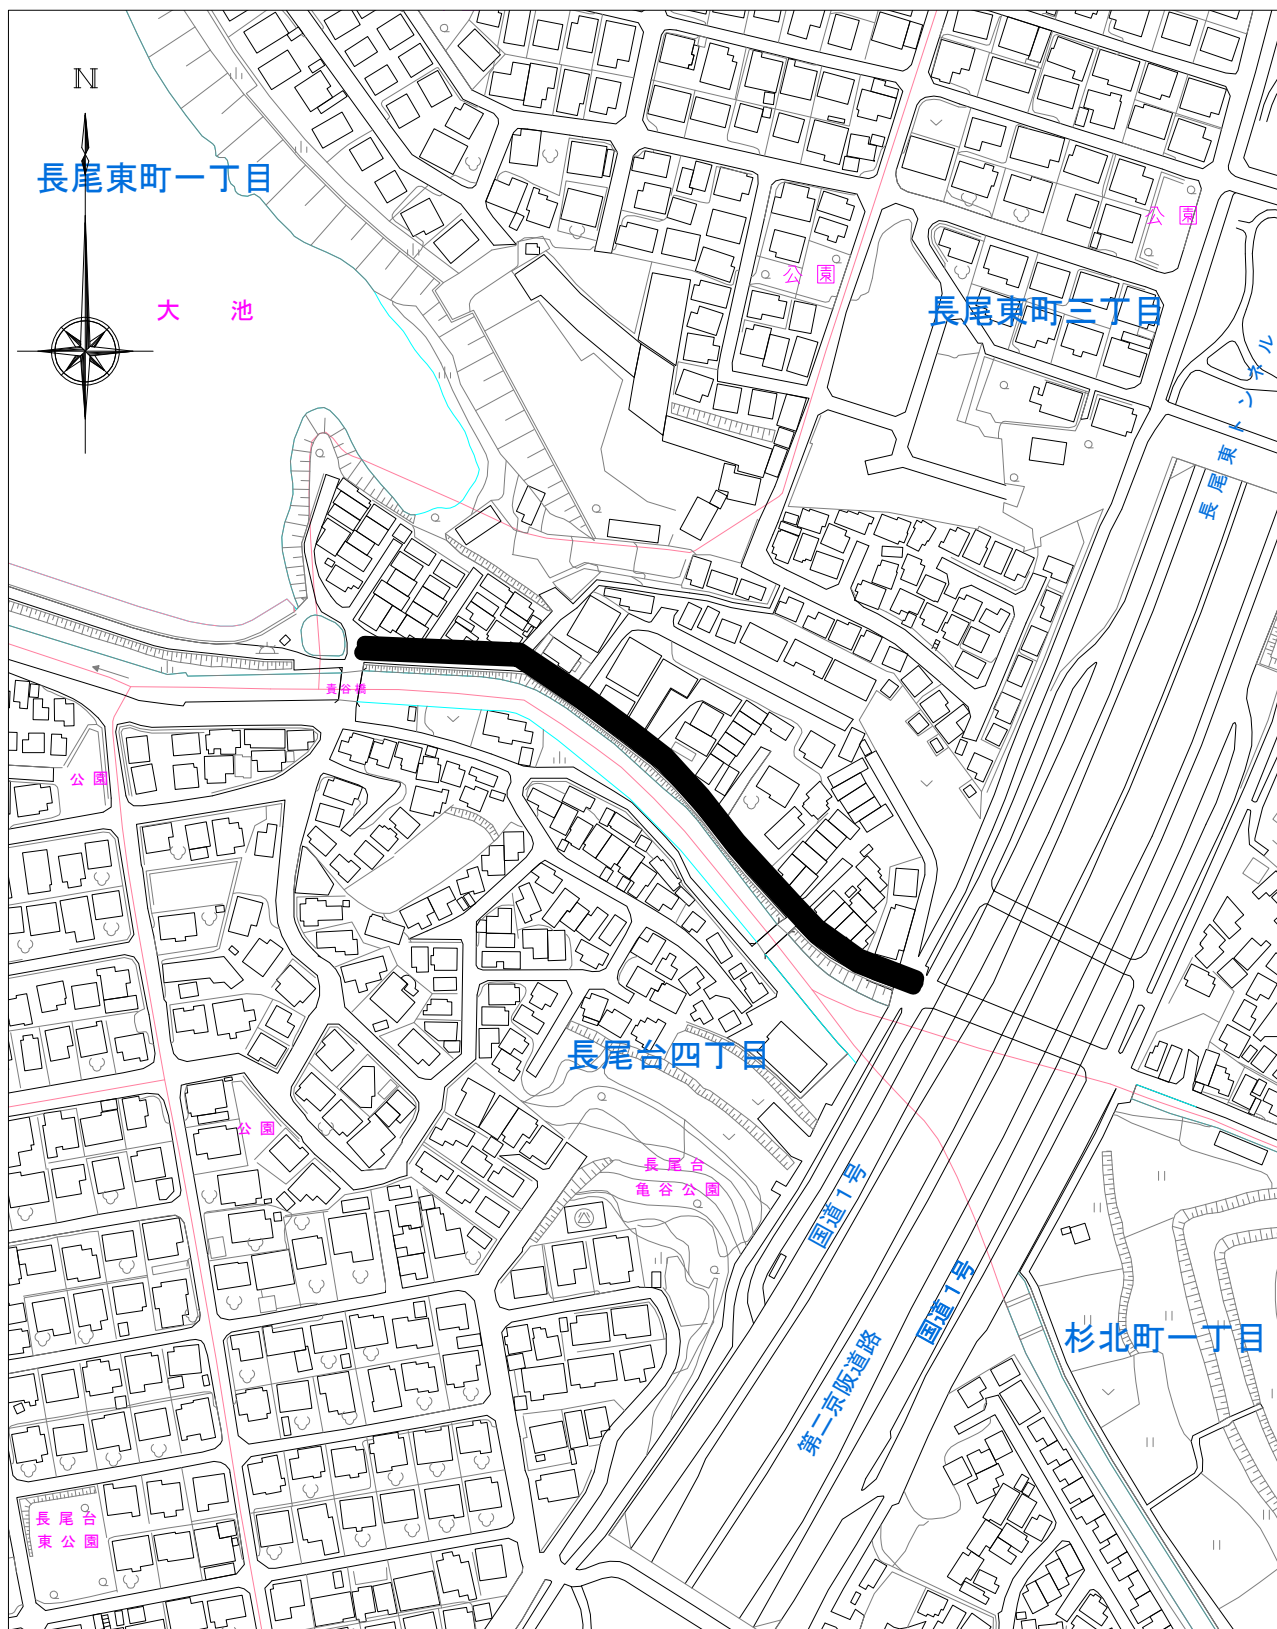 N
長尾東町一丁目
大池
公園
公園
長尾東町三丁目
長尾東トンネル
責谷橋
公園
長尾台四丁目
公園
長尾台
亀谷公園
国道1号
国道1号
第二京阪道路
杉北町一丁目
長尾台
東公園